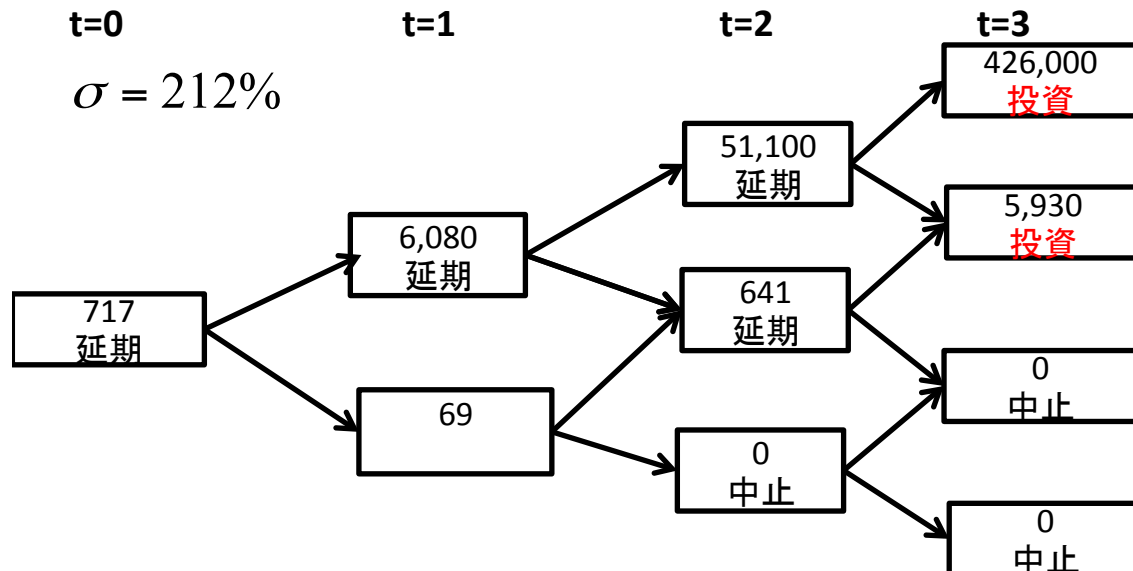 t=0
t=1
t=2
t=3
σ = 212%
717
延期
6,080
延期
69
51,100
延期
641
延期
0
中止
426,000
投資
5,930
投資
0
中止
0
中止